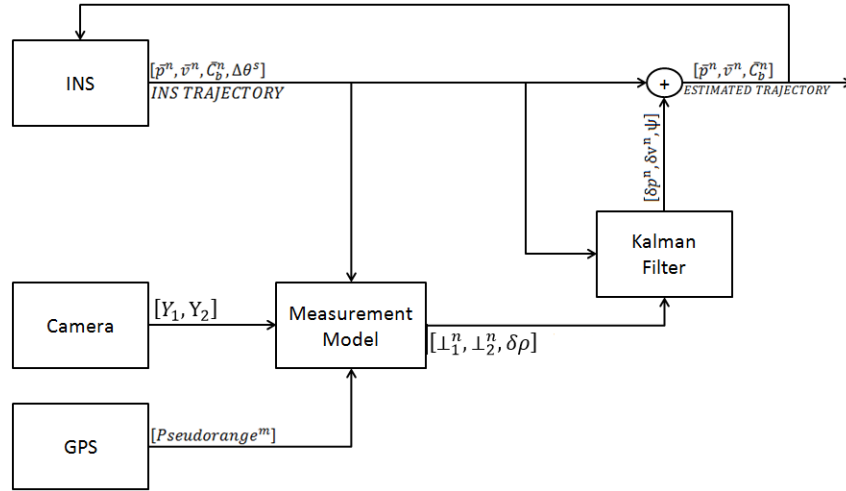 INS
[p̄ⁿ, v̄ⁿ, C̄ᵇⁿ, Δθˢ]
INS TRAJECTORY
+
[p̄ⁿ, v̄ⁿ, C̄ᵇⁿ]
ESTIMATED TRAJECTORY
[δpⁿ, δvⁿ, ψ]
Kalman
Filter
Camera
[Y₁, Y₂]
Measurement
Model
[⊥₁ⁿ, ⊥₂ⁿ, δρ]
GPS
[Pseudorangeᵐ]